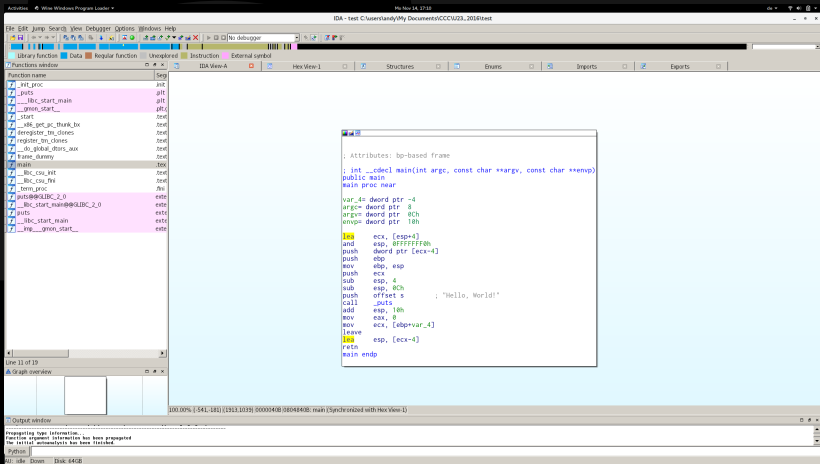 Activities Wine Windows Program Loader Mo Nov 14, 17:10 de
IDA - test C:\users\andy\My Documents\CCC\U23_2016\test
File Edit Jump Search View Debugger Options Windows Help
No debugger
Library function Data Regular function Unexplored Instruction External symbol
Functions window IDA View-A Hex View-1 Structures Enums Imports Exports
Function name Seg
_init_proc .init
_puts .plt
___libc_start_main .plt
__gmon_start__ .plt.g
_start .text
__x86_get_pc_thunk_bx .text
deregister_tm_clones .text
register_tm_clones .text
__do_global_dtors_aux .text
frame_dummy .text
main .tex
__libc_csu_init .text
__libc_csu_fini .text
_term_proc .fini
puts@@GLIBC_2_0 exte
__libc_start_main@@GLIBC_2_0 exte
puts exte
__libc_start_main exte
__imp___gmon_start__ exte
Line 11 of 19
Graph overview
; Attributes: bp-based frame
; int __cdecl main(int argc, const char **argv, const char **envp)
public main
main proc near
var_4= dword ptr -4
argc= dword ptr 8
argv= dword ptr 0Ch
envp= dword ptr 10h
lea ecx, [esp+4]
and esp, 0FFFFFFF0h
push dword ptr [ecx-4]
push ebp
mov ebp, esp
push ecx
sub esp, 4
sub esp, 0Ch
push offset s ; "Hello, World!"
call _puts
add esp, 10h
mov eax, 0
mov ecx, [ebp+var_4]
leave
lea esp, [ecx-4]
retn
main endp
100.00% (-541,-181) (1913,1039) 0000040B 0804840B: main (Synchronized with Hex View-1)
Output window
Propagating type information...
Function argument information has been propagated
The initial autoanalysis has been finished.
Python
AU: idle Down Disk: 84GB